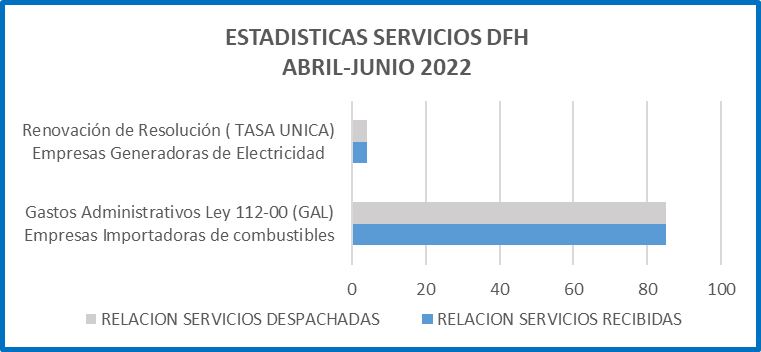 ESTADISTICAS SERVICIOS DFH
ABRIL-JUNIO 2022
Renovación de Resolución ( TASA UNICA)
Empresas Generadoras de Electricidad
Gastos Administrativos Ley 112-00 (GAL)
Empresas Importadoras de combustibles
0 20 40 60 80 100
RELACION SERVICIOS DESPACHADAS RELACION SERVICIOS RECIBIDAS